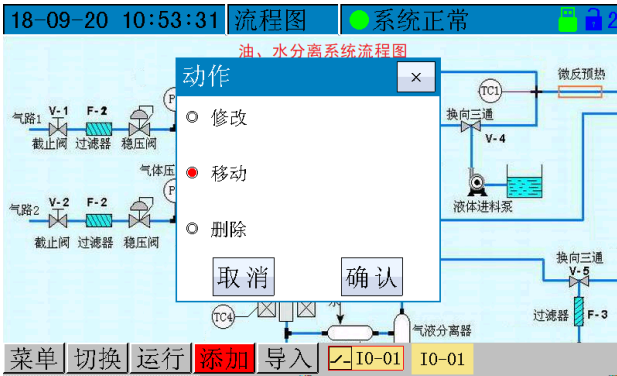 18-09-20 10:53:31 流程图 系统正常 2
油、水分离系统流程图
动作 ×
修改
移动
删除
取消 确认
气路1 V-1 F-2 P
截止阀 过滤器 稳压阀
气体压
气路2 V-2 F-2 P
截止阀 过滤器 稳压阀
TC1 微反预热
换向三通
V-4
液体进料泵
换向三通
V-5
过滤器 F-3
TC4
气液分离器
菜单 切换 运行 添加 导入 I0-01 I0-01